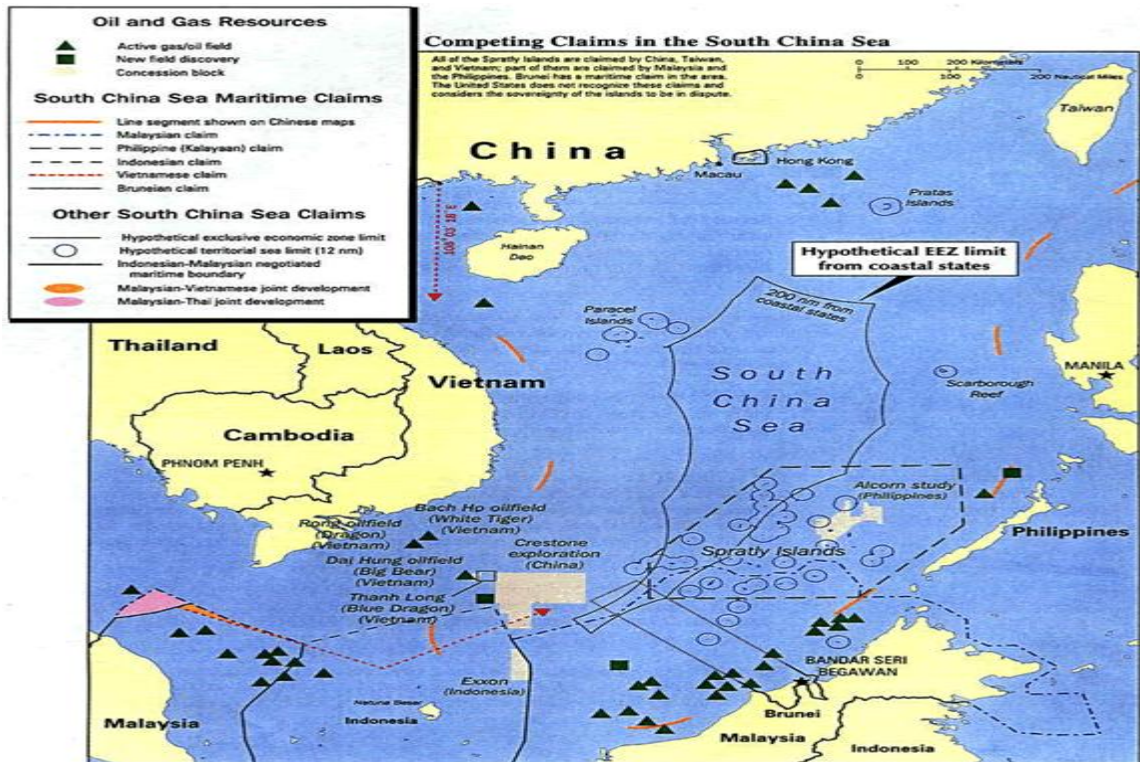 Oil and Gas Resources
Active gas/oil field
New field discovery
Concession block
South China Sea Maritime Claims
Line segment shown on Chinese maps
Malaysian claim
Philippine (Kalayaan) claim
Indonesian claim
Vietnamese claim
Bruneian claim
Other South China Sea Claims
Hypothetical exclusive economic zone limit
Hypothetical territorial sea limit (12 nm)
Indonesian-Malaysian negotiated
maritime boundary
Malaysian-Vietnamese joint development
Malaysian-Thai joint development
Competing Claims in the South China Sea
All of the Spratly Islands are claimed by China, Taiwan,
and Vietnam; part of them are claimed by Malaysia and
the Philippines. Brunei has a maritime claim in the area.
The United States does not recognize these claims and
considers the sovereignty of the islands to be in dispute.
0 100 200 Kilometers
0 100 200 Nautical Miles
Taiwan
China
Macau
Hong Kong
Pratas
Islands
Hainan
Dao
Hypothetical EEZ limit
from coastal states
200 nm from
coastal states
Paracel
Islands
Thailand
Laos
Vietnam
South
China
Sea
MANILA
Scarborough
Reef
Cambodia
PHNOM PENH
Alcorn study
(Philippines)
Bach Hp oilfield
(White Tiger)
(Vietnam)
Rong oilfield
(Dragon)
(Vietnam)
Philippines
Crestone
exploration
(China)
Spratly Islands
Dai Hung oilfield
(Big Bear)
(Vietnam)
Thanh Long
(Blue Dragon)
(Vietnam)
Exxon
(Indonesia)
BANDAR SERI
BEGAWAN
Natuna Besar
Malaysia
Indonesia
Brunei
Malaysia
Indonesia